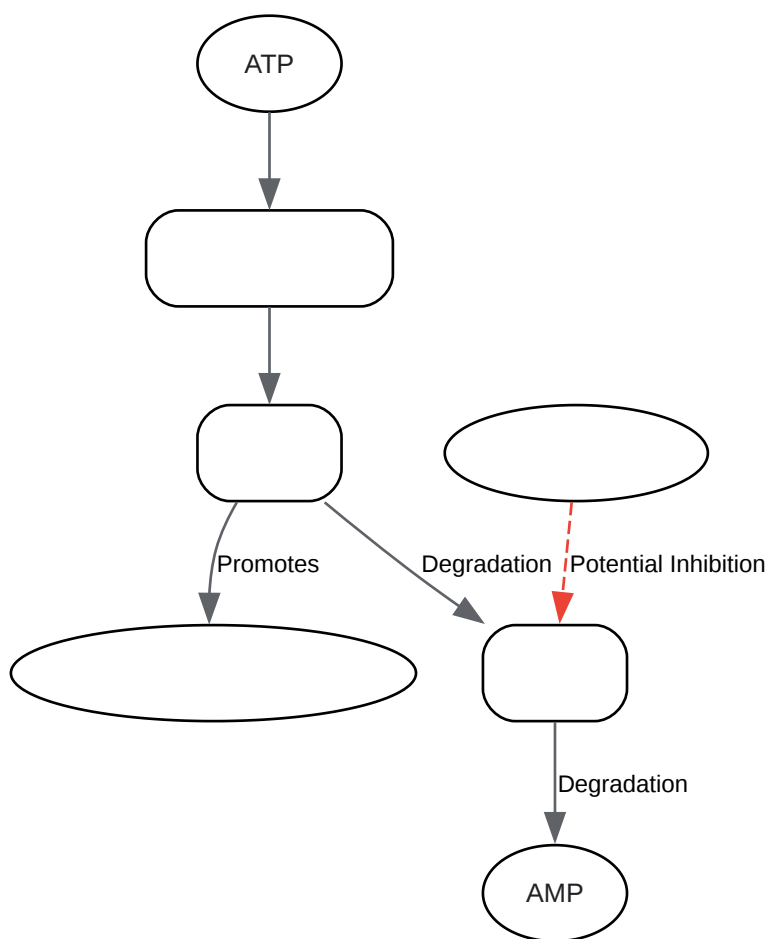 ATP
Promotes
Degradation
Potential Inhibition
Degradation
AMP